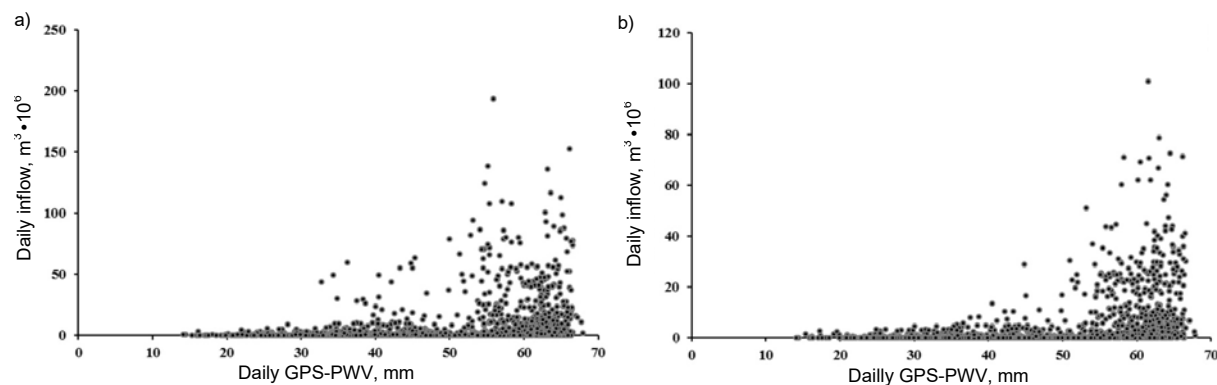 a)
250
200
150
100
50
0
0 10 20 30 40 50 60 70
Daily inflow, m³•10⁶
Daily GPS-PWV, mm
b)
120
100
80
60
40
20
0
0 10 20 30 40 50 60 70
Daily inflow, m³•10⁶
Dailly GPS-PWV, mm